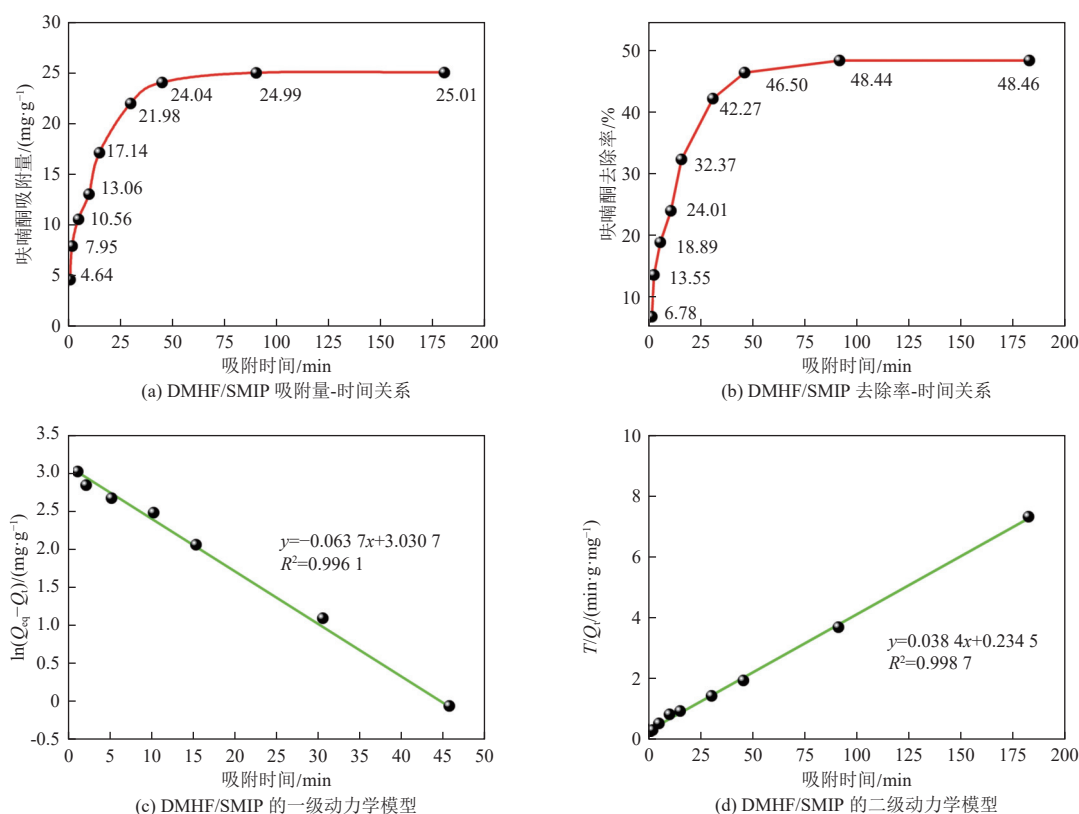 30
25
20
15
10
5
0
呋喃酮吸附量/(mg·g⁻¹)
4.64
7.95
10.56
13.06
17.14
21.98
24.04
24.99
25.01
0 25 50 75 100 125 150 175 200
吸附时间/min
(a) DMHF/SMIP 吸附量-时间关系
50
40
30
20
10
呋喃酮去除率/%
6.78
13.55
18.89
24.01
32.37
42.27
46.50
48.44
48.46
0 25 50 75 100 125 150 175 200
吸附时间/min
(b) DMHF/SMIP 去除率-时间关系
3.5
3.0
2.5
2.0
1.5
1.0
0.5
0
-0.5
ln(Qeq−Qt)/(mg·g⁻¹)
y=−0.063 7x+3.030 7
R²=0.996 1
0 5 10 15 20 25 30 35 40 45 50
吸附时间/min
(c) DMHF/SMIP 的一级动力学模型
10
8
6
4
2
0
T/Qt/(min·g·mg⁻¹)
y=0.038 4x+0.234 5
R²=0.998 7
0 25 50 75 100 125 150 175 200
吸附时间/min
(d) DMHF/SMIP 的二级动力学模型